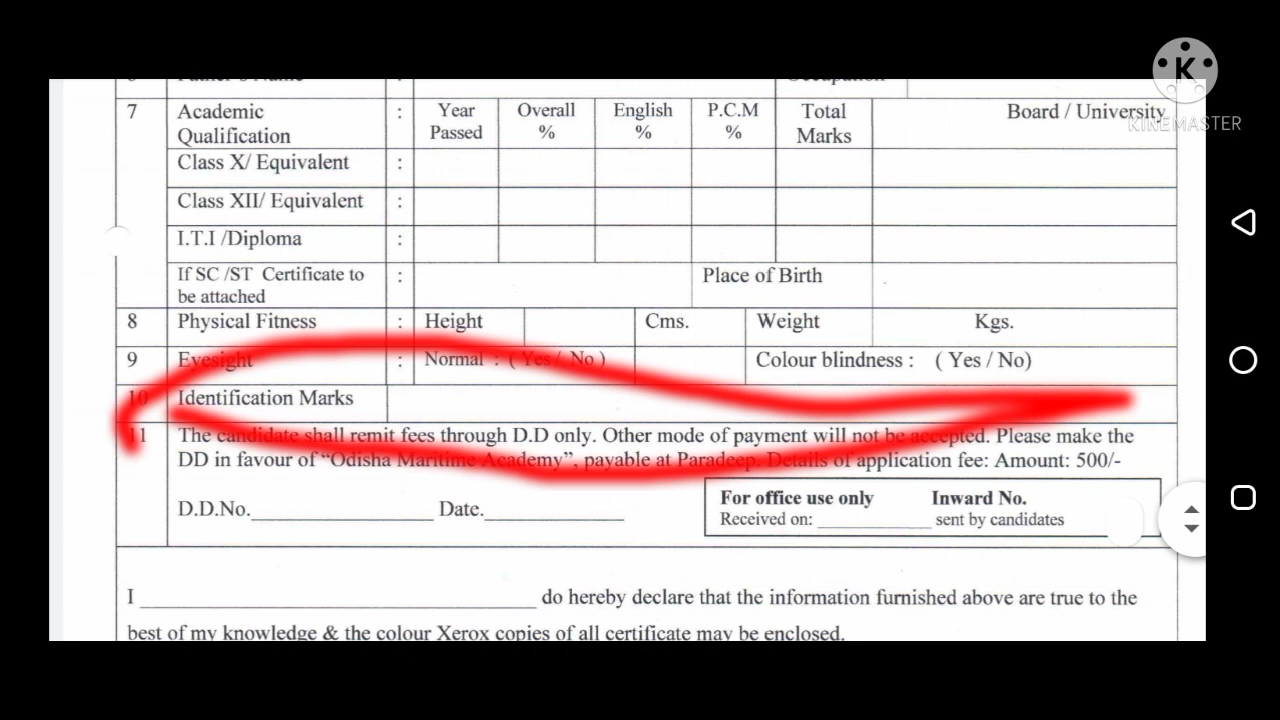 7 Academic Qualification : Year Passed Overall % English % P.C.M % Total Marks Board / University
KINEMASTER
Class X/ Equivalent :
Class XII/ Equivalent :
I.T.I /Diploma :
If SC /ST Certificate to be attached : Place of Birth
8 Physical Fitness : Height Cms. Weight Kgs.
9 Eyesight : Normal : ( Yes / No ) Colour blindness : ( Yes / No)
10 Identification Marks
11 The candidate shall remit fees through D.D only. Other mode of payment will not be accepted. Please make the
DD in favour of “Odisha Maritime Academy”, payable at Paradeep. Details of application fee: Amount: 500/-
D.D.No. Date.
For office use only Inward No.
Received on: sent by candidates
I do hereby declare that the information furnished above are true to the
best of my knowledge & the colour Xerox copies of all certificate may be enclosed.